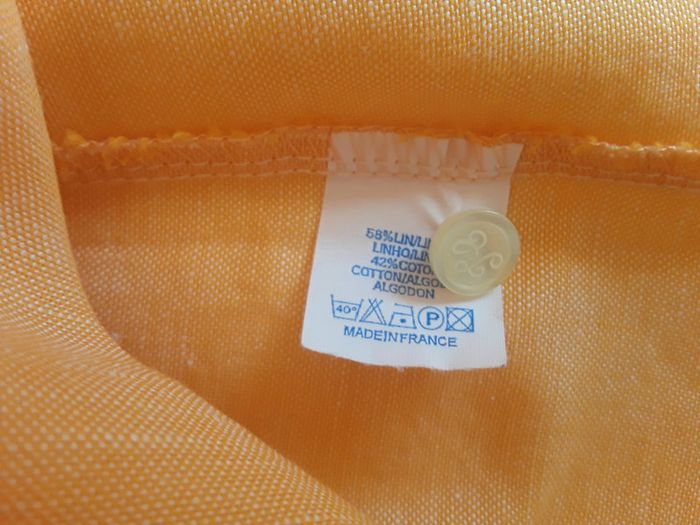 58%LIN/LI
LINHO/LIN
42%COTO
COTTON/ALGO
ALGODON
40° P
MADEINFRANCE